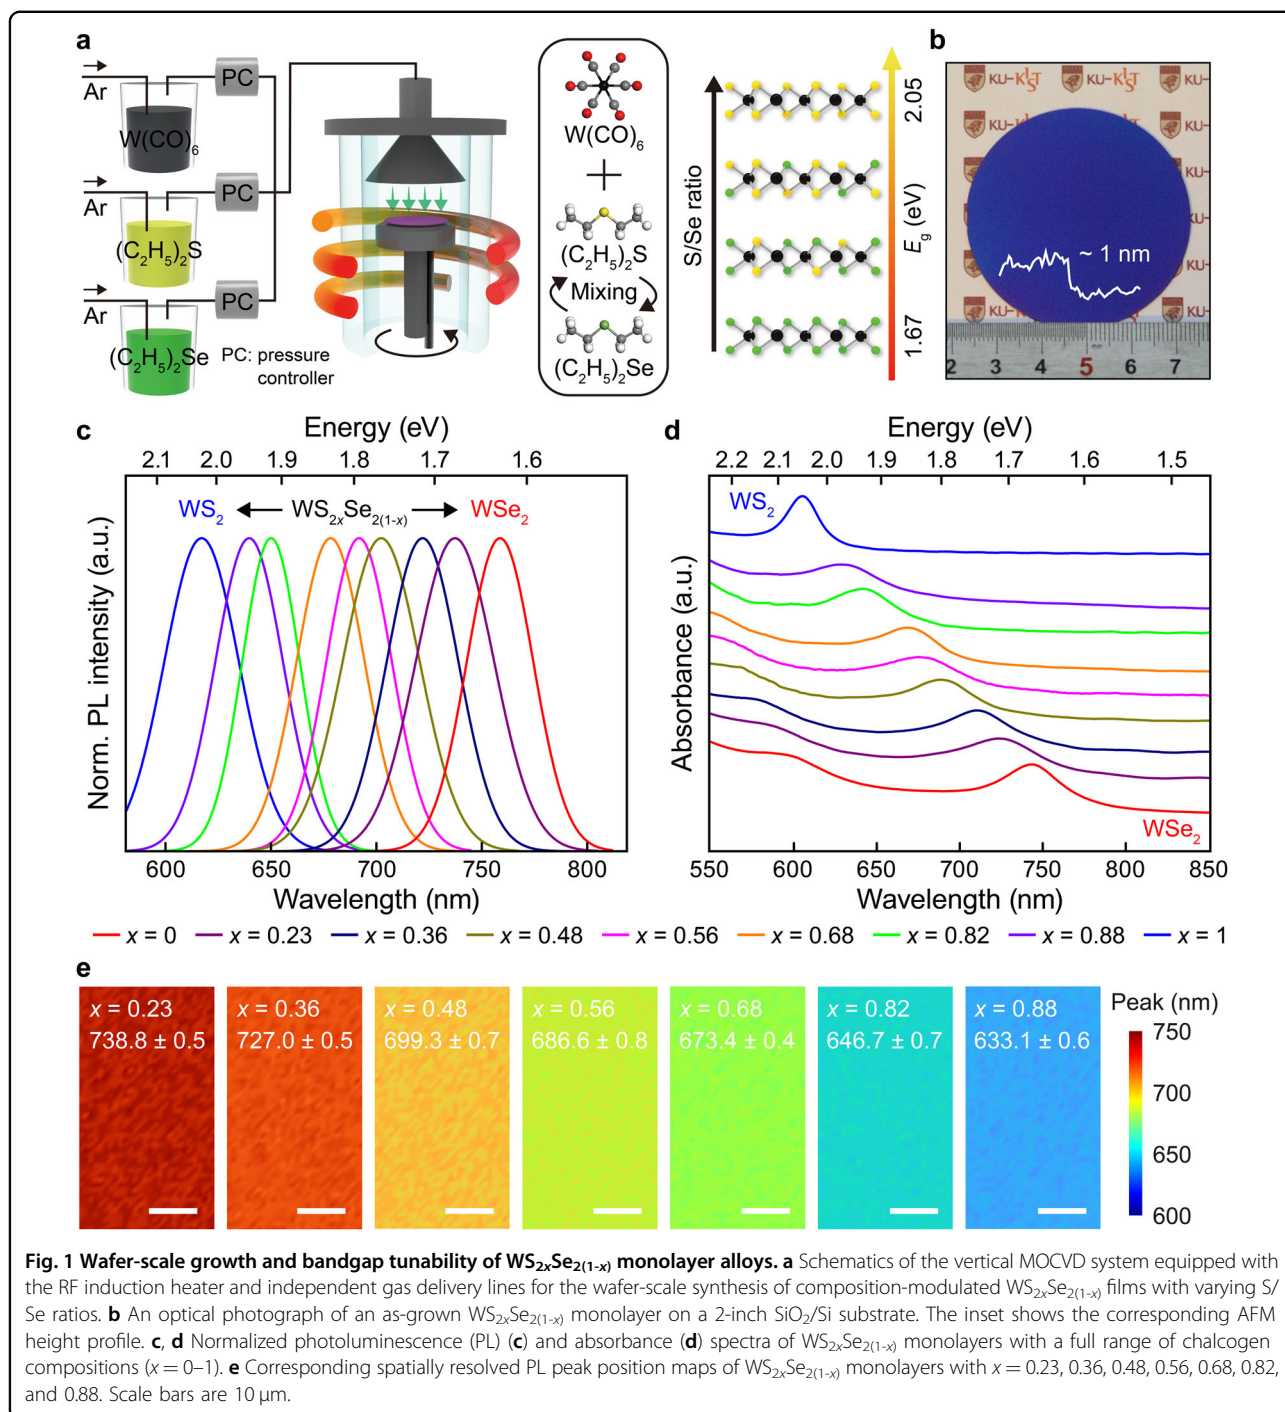 a
Ar
PC
W(CO)6
Ar
PC
(C2H5)2S
Ar
PC
(C2H5)2Se
PC: pressure
controller
W(CO)6
+
(C2H5)2S
Mixing
(C2H5)2Se
S/Se ratio
2.05
Eg (eV)
1.67
b
KU-KIST
KU-KIST
KU-
KU-
KU-
KU-
~ 1 nm
mm
2 3 4 5 6 7
c
Energy (eV)
2.1 2.0 1.9 1.8 1.7 1.6
WS2
WS2xSe2(1-x)
WSe2
Norm. PL intensity (a.u.)
600 650 700 750 800
Wavelength (nm)
d
Energy (eV)
2.2 2.1 2.0 1.9 1.8 1.7 1.6 1.5
WS2
Absorbance (a.u.)
WSe2
550 600 650 700 750 800 850
Wavelength (nm)
x = 0 x = 0.23 x = 0.36 x = 0.48 x = 0.56 x = 0.68 x = 0.82 x = 0.88 x = 1
e
x = 0.23
738.8 ± 0.5
x = 0.36
727.0 ± 0.5
x = 0.48
699.3 ± 0.7
x = 0.56
686.6 ± 0.8
x = 0.68
673.4 ± 0.4
x = 0.82
646.7 ± 0.7
x = 0.88
633.1 ± 0.6
Peak (nm)
750
700
650
600
Fig. 1 Wafer-scale growth and bandgap tunability of WS2xSe2(1-x) monolayer alloys. a Schematics of the vertical MOCVD system equipped with
the RF induction heater and independent gas delivery lines for the wafer-scale synthesis of composition-modulated WS2xSe2(1-x) films with varying S/
Se ratios. b An optical photograph of an as-grown WS2xSe2(1-x) monolayer on a 2-inch SiO2/Si substrate. The inset shows the corresponding AFM
height profile. c, d Normalized photoluminescence (PL) (c) and absorbance (d) spectra of WS2xSe2(1-x) monolayers with a full range of chalcogen
compositions (x = 0–1). e Corresponding spatially resolved PL peak position maps of WS2xSe2(1-x) monolayers with x = 0.23, 0.36, 0.48, 0.56, 0.68, 0.82,
and 0.88. Scale bars are 10 μm.